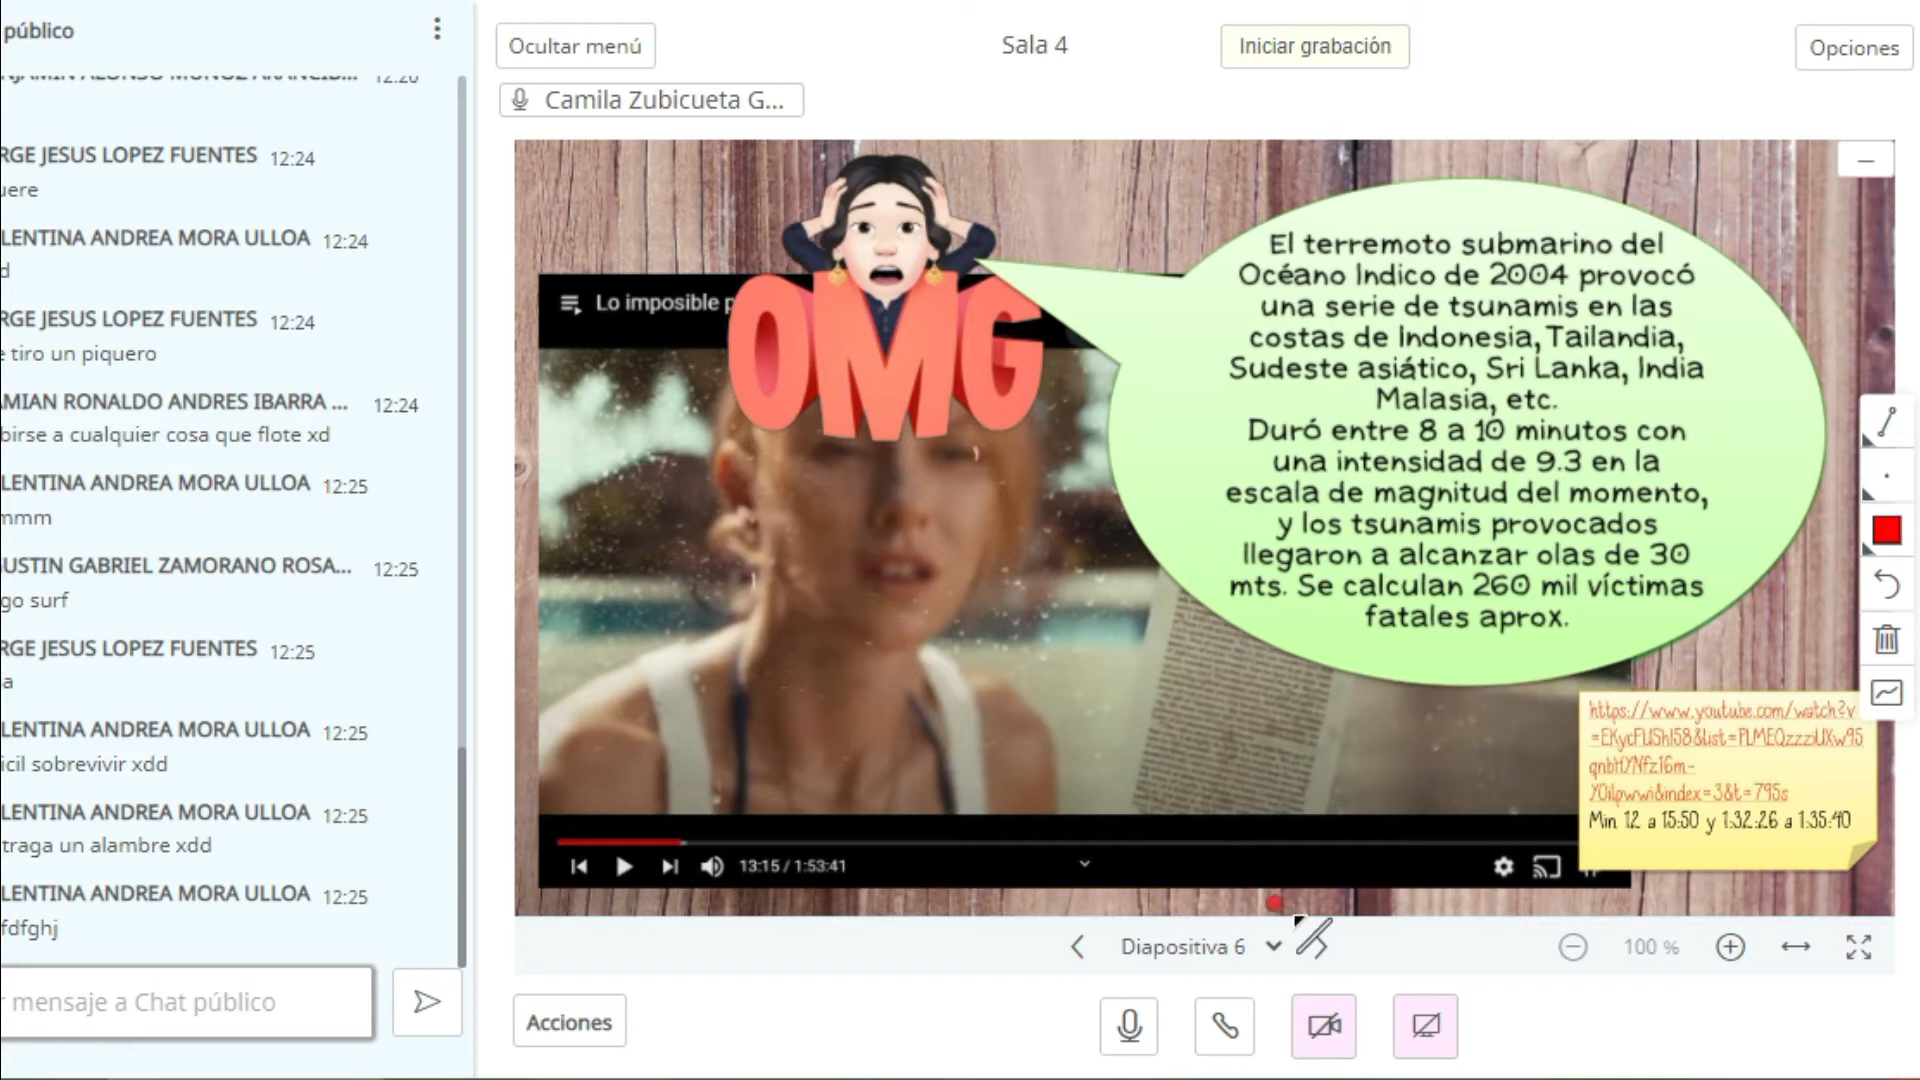 público
12:20
RGE JESUS LOPEZ FUENTES 12:24
uere
LENTINA ANDREA MORA ULLOA 12:24
d
RGE JESUS LOPEZ FUENTES 12:24
e tiro un piquero
MIAN RONALDO ANDRES IBARRA ... 12:24
birse a cualquier cosa que flote xd
LENTINA ANDREA MORA ULLOA 12:25
mmm
USTIN GABRIEL ZAMORANO ROSA... 12:25
go surf
RGE JESUS LOPEZ FUENTES 12:25
a
LENTINA ANDREA MORA ULLOA 12:25
icil sobrevivir xdd
LENTINA ANDREA MORA ULLOA 12:25
traga un alambre xdd
LENTINA ANDREA MORA ULLOA 12:25
fdfghj
r mensaje a Chat público
Ocultar menú
Sala 4
Iniciar grabación
Opciones
Camila Zubicueta G...
Lo imposible p
OMG
El terremoto submarino del
Océano Indico de 2004 provocó
una serie de tsunamis en las
costas de Indonesia, Tailandia,
Sudeste asiático, Sri Lanka, India
Malasia, etc.
Duró entre 8 a 10 minutos con
una intensidad de 9.3 en la
escala de magnitud del momento,
y los tsunamis provocados
llegaron a alcanzar olas de 30
mts. Se calculan 260 mil víctimas
fatales aprox.
https://www.youtube.com/watch?v
Min 12 a 15:50 y 1:32:26 a 1:35:40
13:15 / 1:53:41
Diapositiva 6
100 %
Acciones